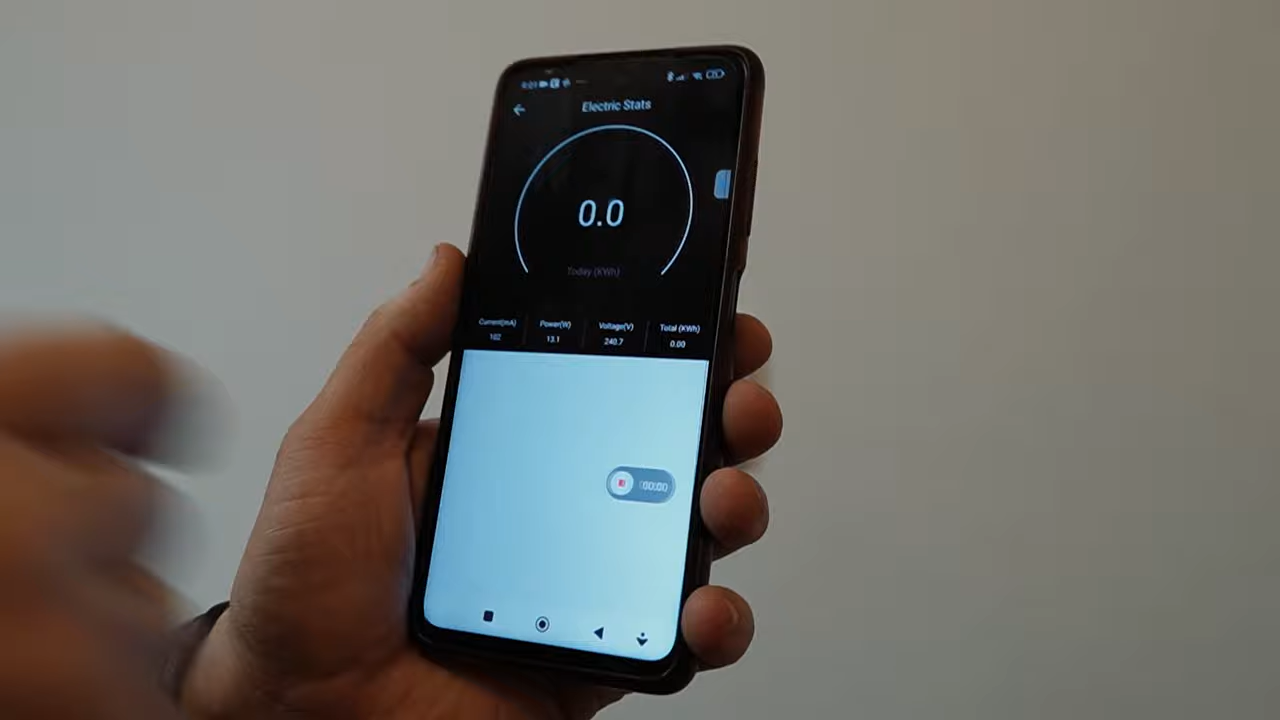 Electric Stats
0.0
Today (KWh)
Current(mA) Power(W) Voltage(V) Total (KWh)
102 13.1 240.7 0.00
00:00